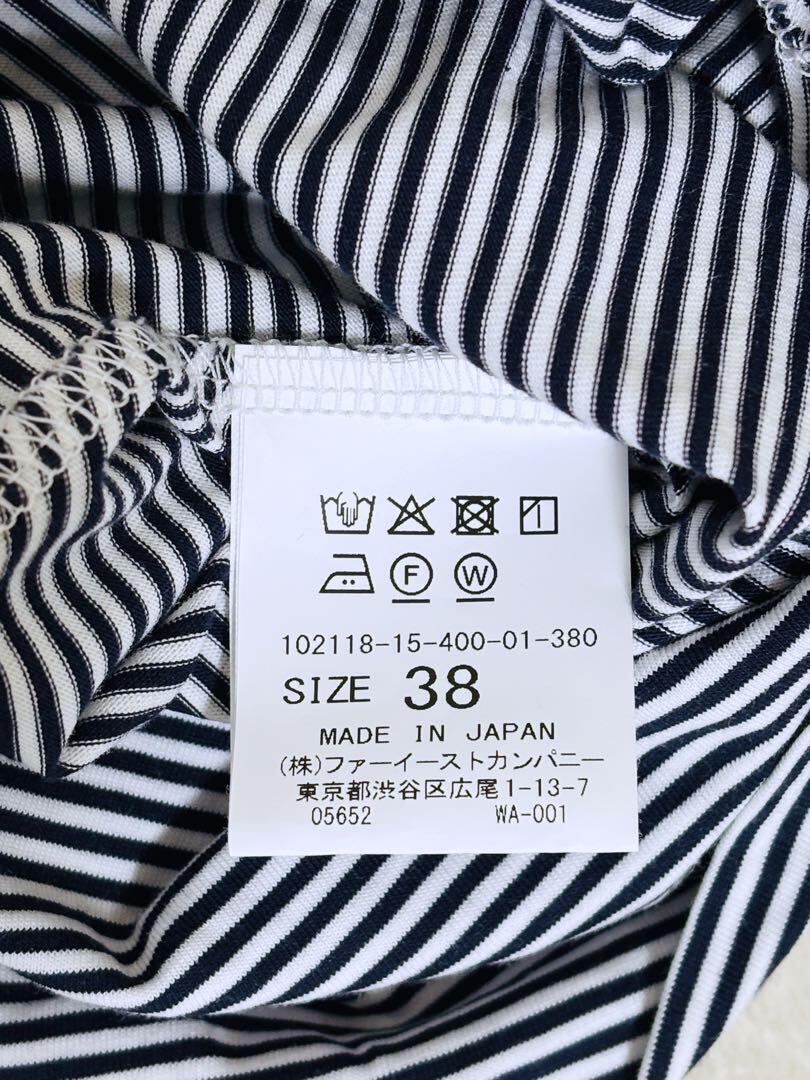 F W
102118-15-400-01-380
SIZE 38
MADE IN JAPAN
(株)ファーイーストカンパニー
東京都渋谷区広尾1-13-7
05652 WA-001